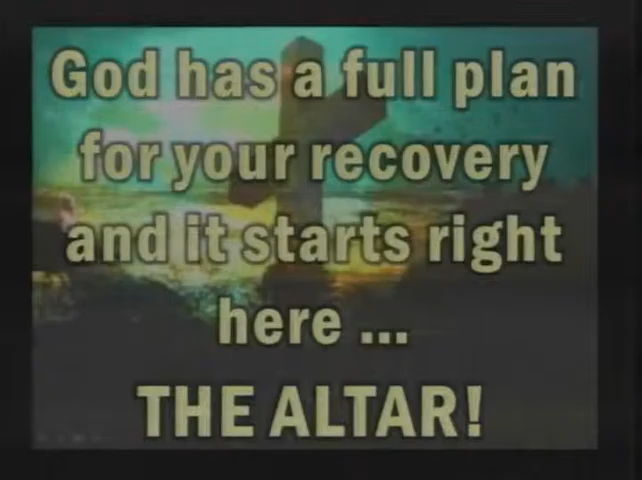 God has a full plan
for your recovery
and it starts right
here ...
THE ALTAR!